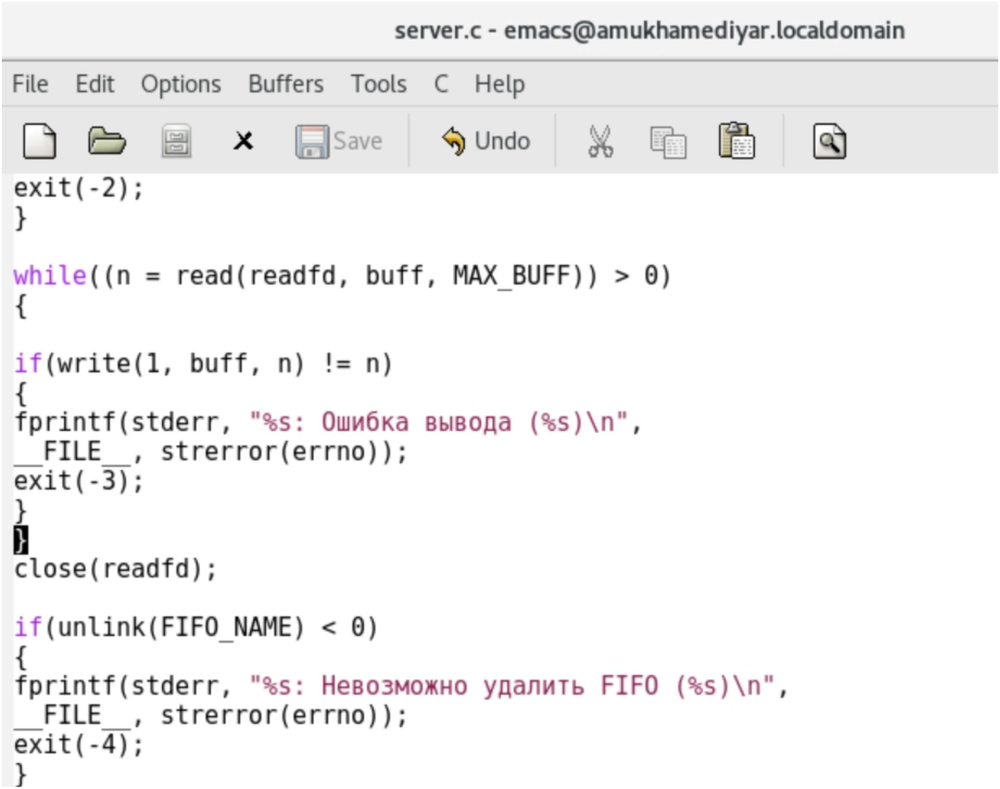 server.c - emacs@amukhamediyar.localdomain
File Edit Options Buffers Tools C Help
Save Undo
exit(-2);
}
while((n = read(readfd, buff, MAX_BUFF)) > 0)
{
if(write(1, buff, n) != n)
{
fprintf(stderr, "%s: Ошибка вывода (%s)\n",
__FILE__, strerror(errno));
exit(-3);
}
}
close(readfd);
if(unlink(FIFO_NAME) < 0)
{
fprintf(stderr, "%s: Невозможно удалить FIFO (%s)\n",
__FILE__, strerror(errno));
exit(-4);
}